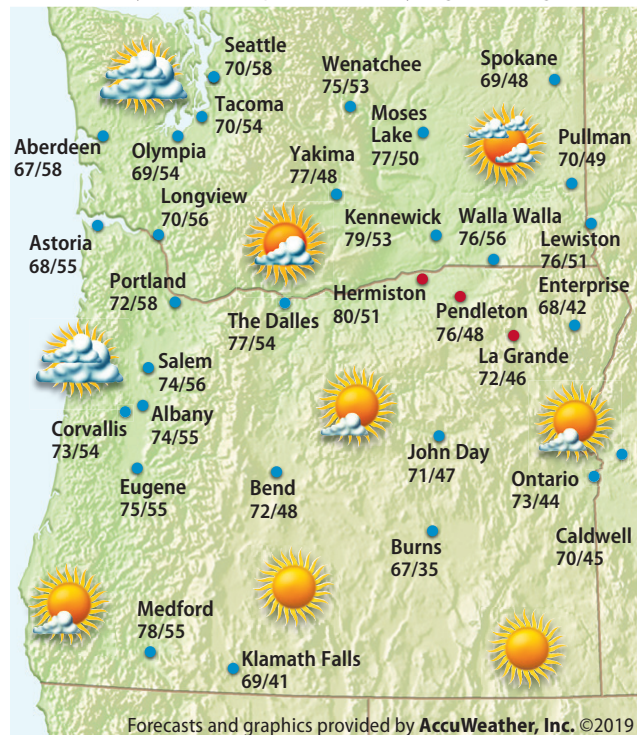 Seattle
70/58
Wenatchee
75/53
Spokane
69/48
Tacoma
70/54
Moses
Lake
77/50
Aberdeen
67/58
Olympia
69/54
Yakima
77/48
Pullman
70/49
Longview
70/56
Kennewick
79/53
Walla Walla
76/56
Lewiston
76/51
Astoria
68/55
Portland
72/58
The Dalles
77/54
Hermiston
80/51
Pendleton
76/48
Enterprise
68/42
La Grande
72/46
Salem
74/56
Albany
74/55
Corvallis
73/54
Eugene
75/55
Bend
72/48
John Day
71/47
Ontario
73/44
Caldwell
70/45
Burns
67/35
Medford
78/55
Klamath Falls
69/41
Forecasts and graphics provided by AccuWeather, Inc. ©2019